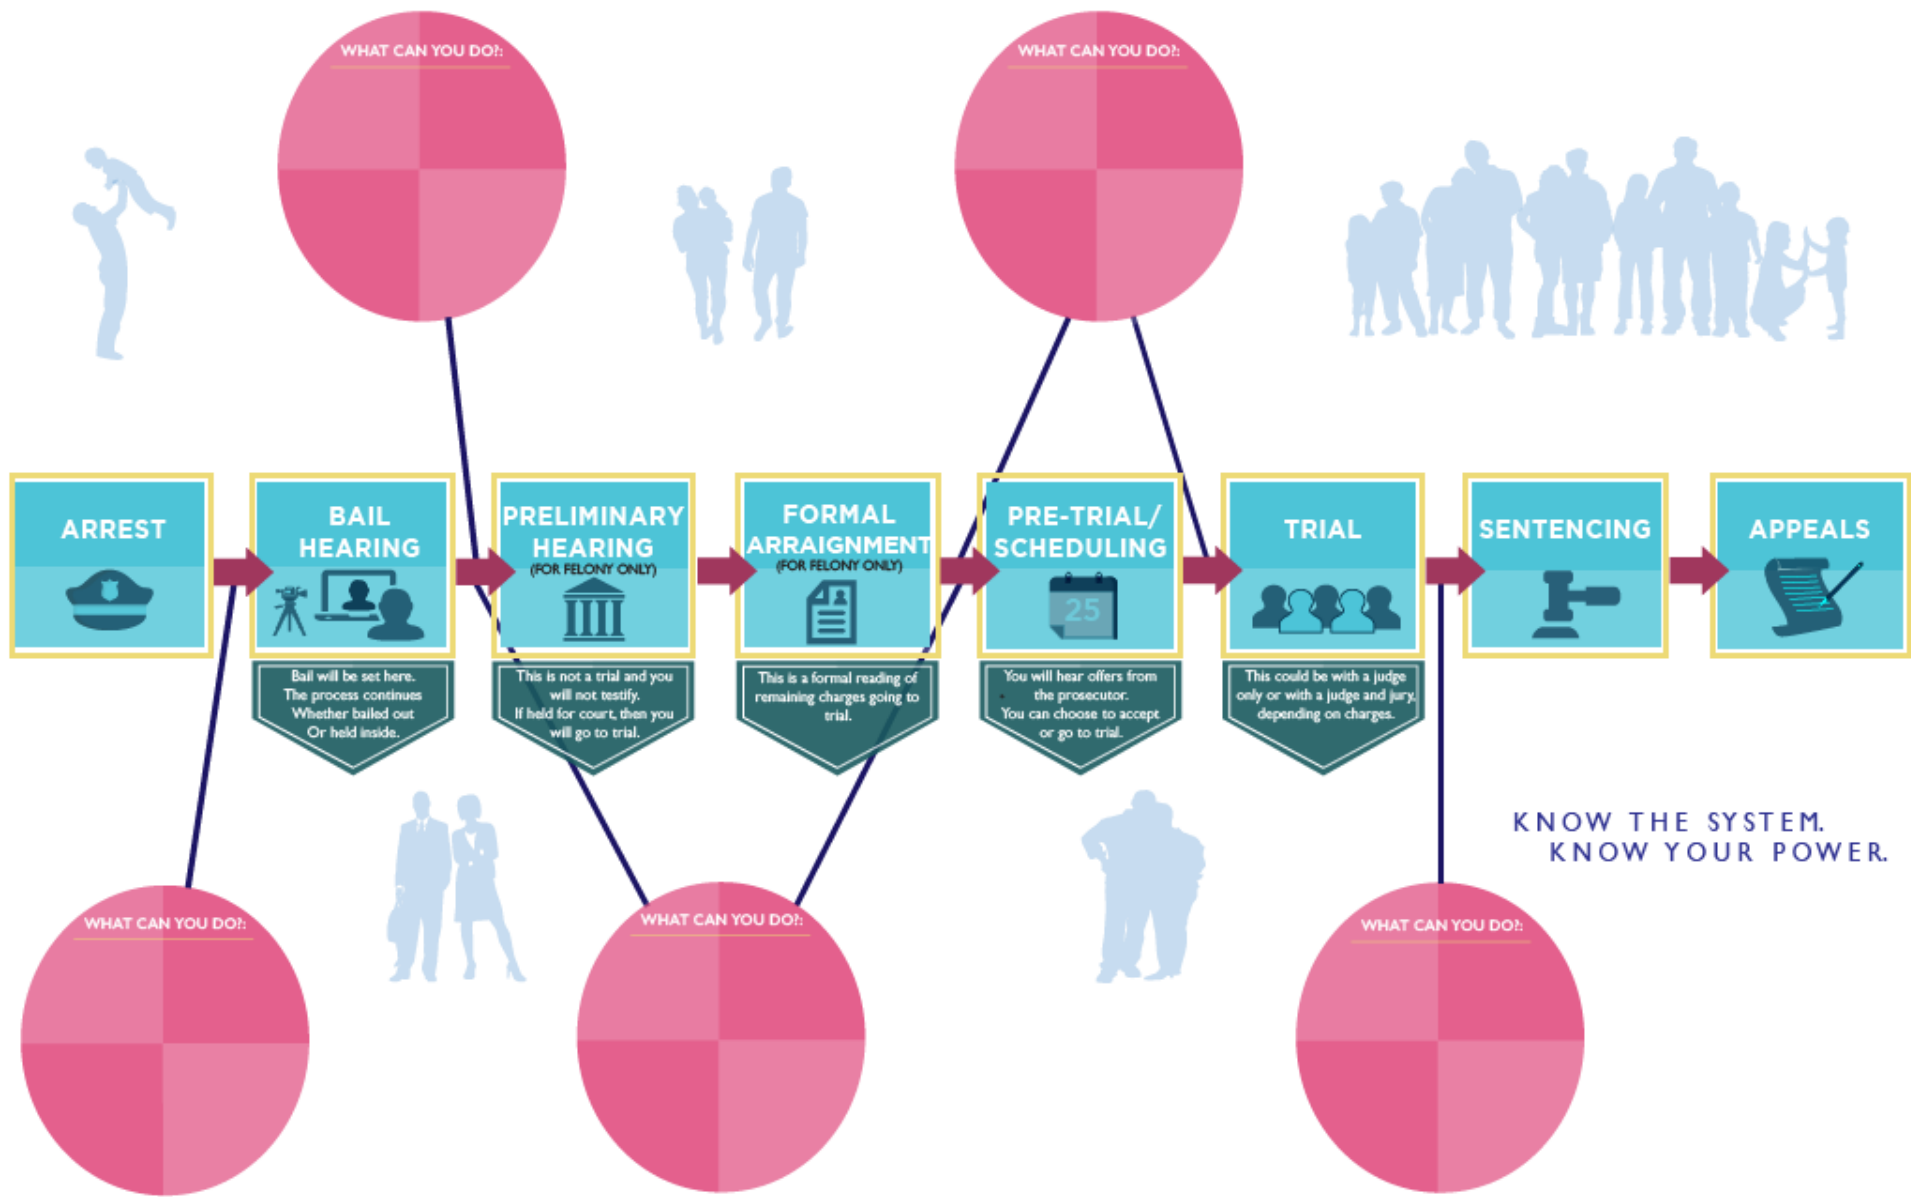 WHAT CAN YOU DO?:
WHAT CAN YOU DO?:
ARREST
BAIL
HEARING
PRELIMINARY
HEARING
(FOR FELONY ONLY)
FORMAL
ARRAIGNMENT
(FOR FELONY ONLY)
PRE-TRIAL/
SCHEDULING
25
TRIAL
SENTENCING
APPEALS
Bail will be set here.
The process continues
Whether bailed out
Or held inside.
This is not a trial and you
will not testify.
If held for court, then you
will go to trial.
This is a formal reading of
remaining charges going to
trial.
You will hear offers from
the prosecutor.
You can choose to accept
or go to trial.
This could be with a judge
only or with a judge and jury,
depending on charges.
KNOW THE SYSTEM.
KNOW YOUR POWER.
WHAT CAN YOU DO?:
WHAT CAN YOU DO?:
WHAT CAN YOU DO?: